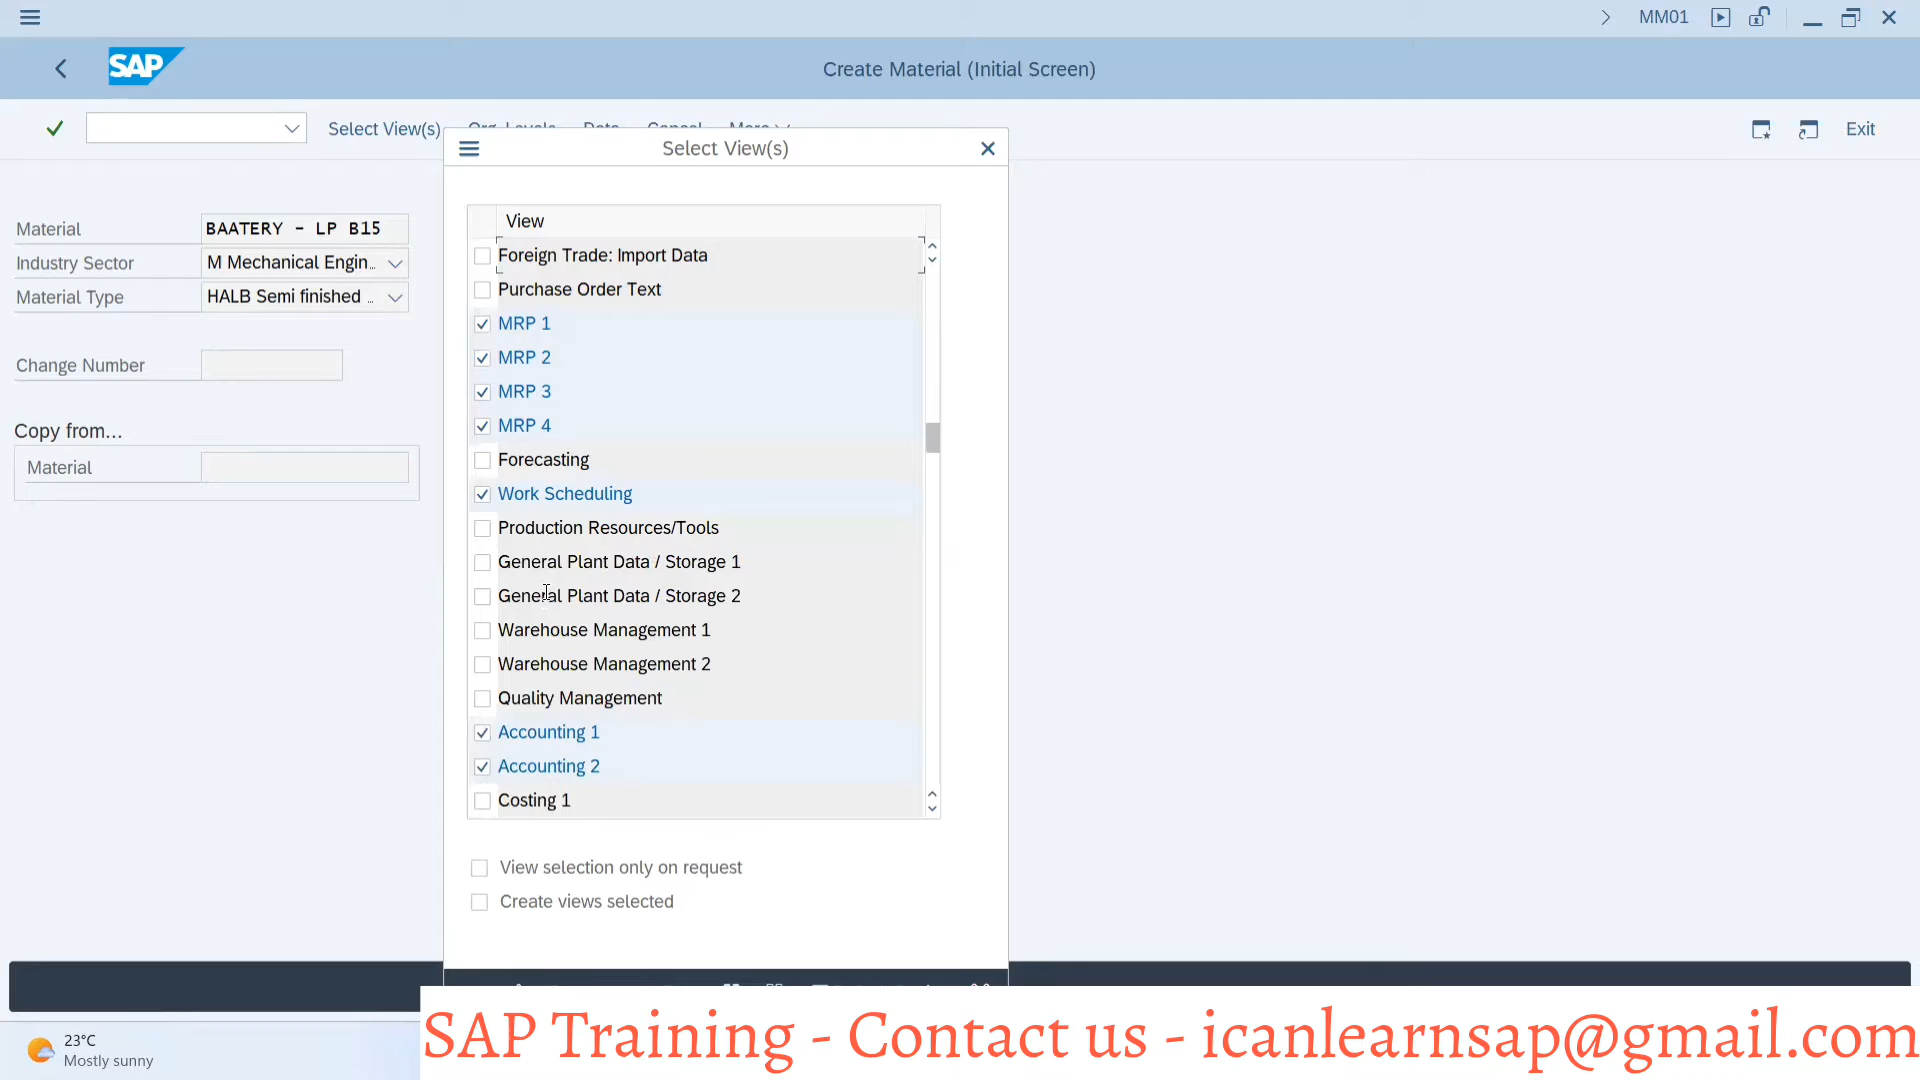 MM01
SAP
Create Material (Initial Screen)
Select View(s)
Exit
Select View(s)
Material
BAATERY - LP B15
Industry Sector
M Mechanical Engin..
Material Type
HALB Semi finished ..
Change Number
Copy from...
Material
View
Foreign Trade: Import Data
Purchase Order Text
MRP 1
MRP 2
MRP 3
MRP 4
Forecasting
Work Scheduling
Production Resources/Tools
General Plant Data / Storage 1
General Plant Data / Storage 2
Warehouse Management 1
Warehouse Management 2
Quality Management
Accounting 1
Accounting 2
Costing 1
View selection only on request
Create views selected
23°C
Mostly sunny
SAP Training - Contact us - icanlearnsap@gmail.com